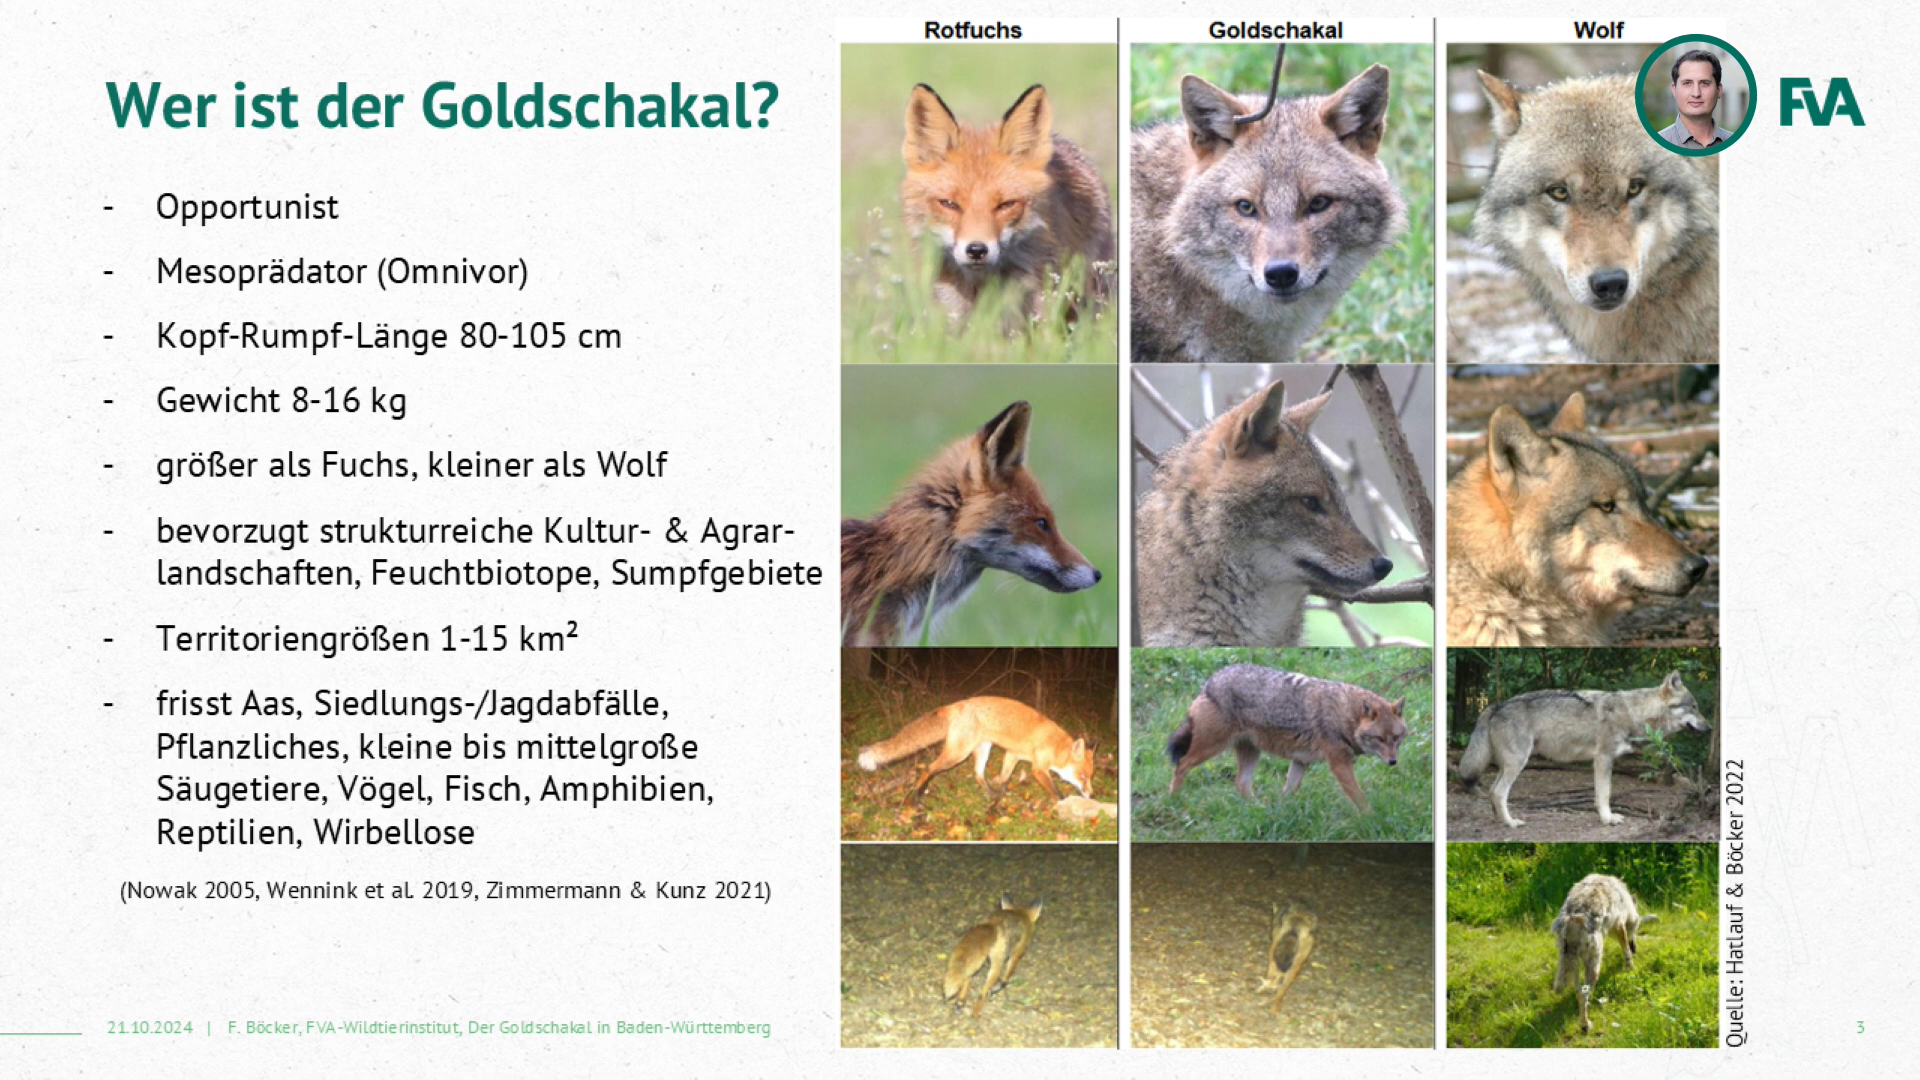 Wer ist der Goldschakal?
- Opportunist
- Mesoprädator (Omnivor)
- Kopf-Rumpf-Länge 80-105 cm
- Gewicht 8-16 kg
- größer als Fuchs, kleiner als Wolf
- bevorzugt strukturreiche Kultur- & Agrar-
landschaften, Feuchtbiotope, Sumpfgebiete
- Territoriengrößen 1-15 km²
- frisst Aas, Siedlungs-/Jagdabfälle,
Pflanzliches, kleine bis mittelgroße
Säugetiere, Vögel, Fisch, Amphibien,
Reptilien, Wirbellose
(Nowak 2005, Wennink et al. 2019, Zimmermann & Kunz 2021)
Rotfuchs
Goldschakal
Wolf
FVA
Quelle: Hatlauf & Böcker 2022
21.10.2024 | F. Böcker, FVA-Wildtierinstitut, Der Goldschakal in Baden-Württemberg
3